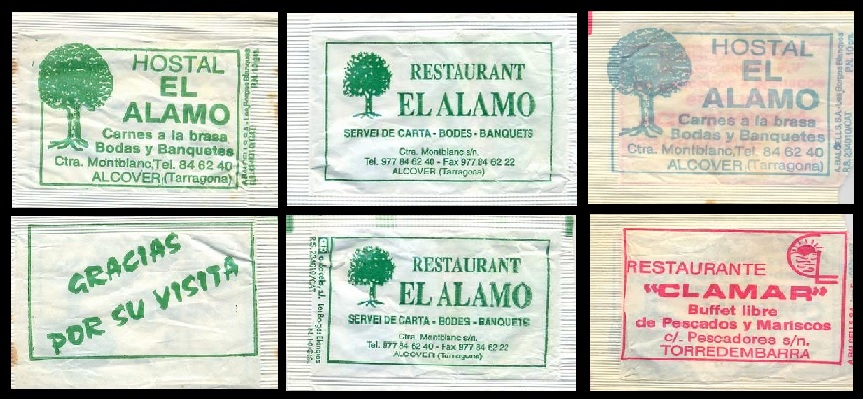 HOSTAL
EL
ALAMO
Carnes a la brasa
Bodas y Banquetes
Ctra. Montblanc, Tel. 84 62 40
ALCOVER (Tarragona)
P.N. 10 grs.
RESTAURANT
EL ALAMO
SERVEI DE CARTA - BODES - BANQUETS
Ctra. Montblanc s/n.
Tel. 977 84 62 40 - Fax 977 84 62 22
ALCOVER (Tarragona)
HOSTAL
EL
ALAMO
Carnes a la brasa
Bodas y Banquetes
Ctra. Montblanc, Tel. 84 62 40
ALCOVER (Tarragona)
P.N. 10 grs.
GRACIAS
POR SU VISITA
RESTAURANT
EL ALAMO
SERVEI DE CARTA - BODES - BANQUETS
Ctra. Montblanc s/n.
Tel. 977 84 62 40 - Fax 977 84 62 22
ALCOVER (Tarragona)
RESTAURANTE
"CLAMAR"
Buffet libre
de Pescados y Mariscos
c/. Pescadores s/n.
TORREDEMBARRA